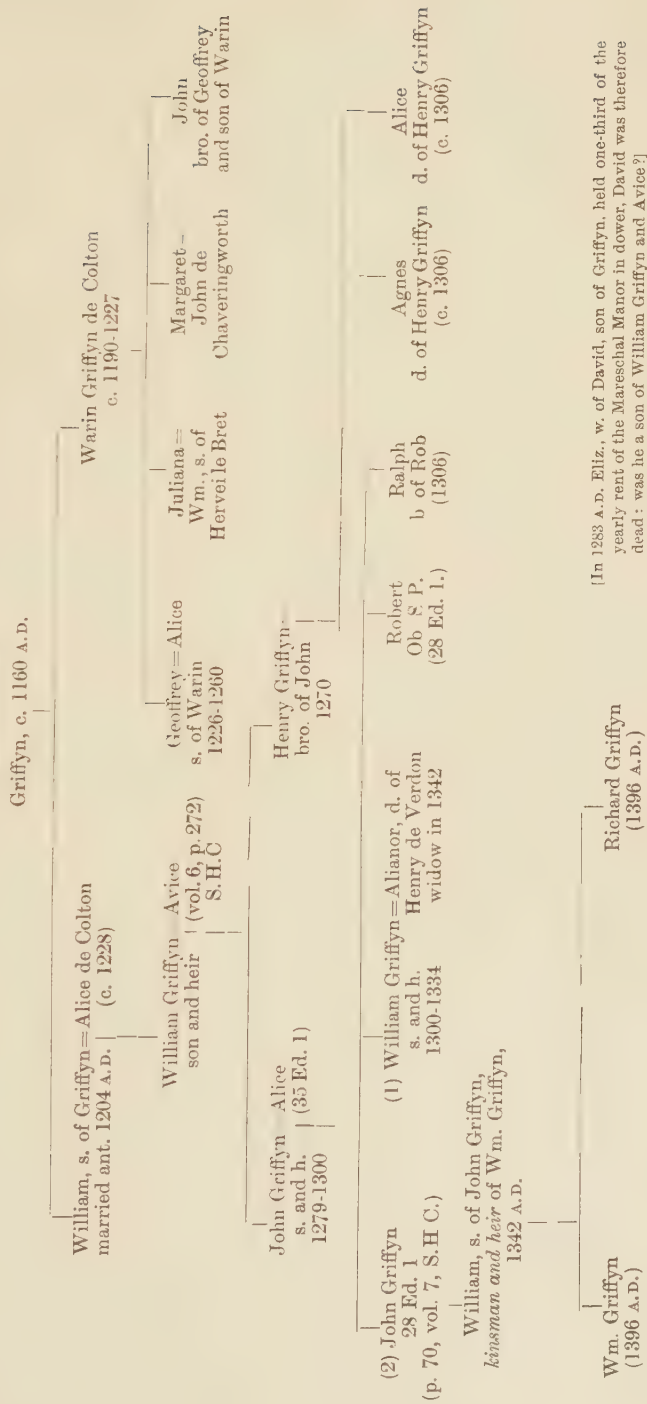 Griffyn, c. 1160 A.D.
William, s. of Griffyn=Alice de Colton
married ant. 1204 A.D. (c. 1228)
Warin Griffyn de Colton
c. 1190-1227
William Griffyn Avice
son and heir (vol. 6, p. 272)
S.H.C
Geoffrey=Alice
s. of Warin
1226-1260
Juliana=
Wm., s. of
Herveile Bret
Margaret-
John de
Chaveringworth
John
bro. of Geoffrey
and son of Warin
John Griffyn Alice
s. and h. (35 Ed. 1)
1279-1300
Henry Griffyn
bro. of John
1270
(2) John Griffyn
28 Ed. 1
(p. 70, vol. 7, S.H C.)
(1) William Griffyn=Alianor, d. of
s. and h. Henry de Verdon
1300-1334 widow in 1342
Robert
Ob S. P.
(28 Ed. 1.)
Ralph
b of Rob
(1306)
Agnes
d. of Henry Griffyn
(c. 1306)
Alice
d. of Henry Griffyn
(c. 1306)
William, s. of John Griffyn,
kinsman and heir of Wm. Griffyn,
1342 A.D.
Wm. Griffyn
(1396 A.D.)
Richard Griffyn
(1396 A.D.)
[In 1283 A.D. Eliz., w. of David, son of Griffyn, held one-third of the
yearly rent of the Mareschal Manor in dower, David was therefore
dead : was he a son of William Griffyn and Avice?]